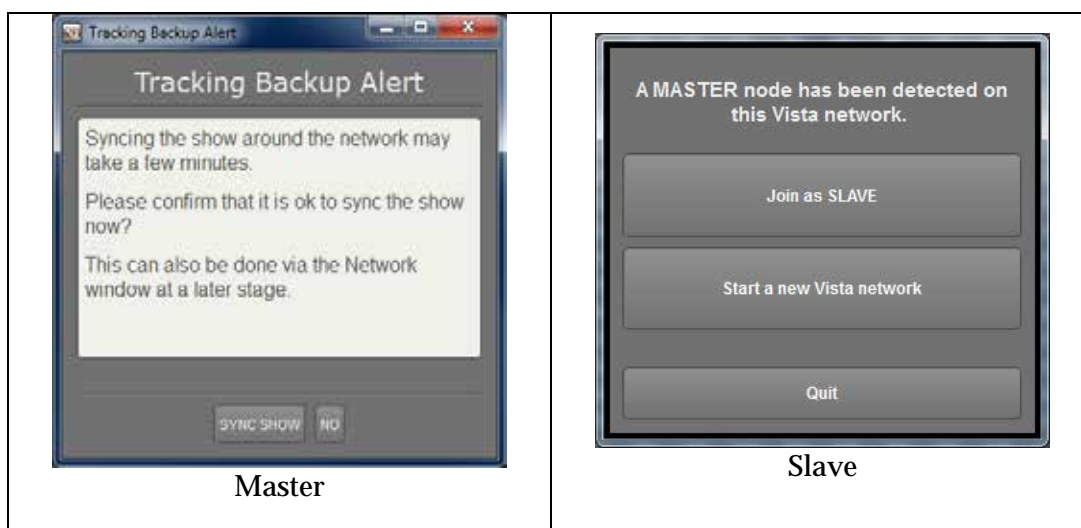 Tracking Backup Alert
Tracking Backup Alert
Syncing the show around the network may
take a few minutes.
Please confirm that it is ok to sync the show
now?
This can also be done via the Network
window at a later stage.
SYNC SHOW NO
Master
A MASTER node has been detected on
this Vista network.
Join as SLAVE
Start a new Vista network
Quit
Slave